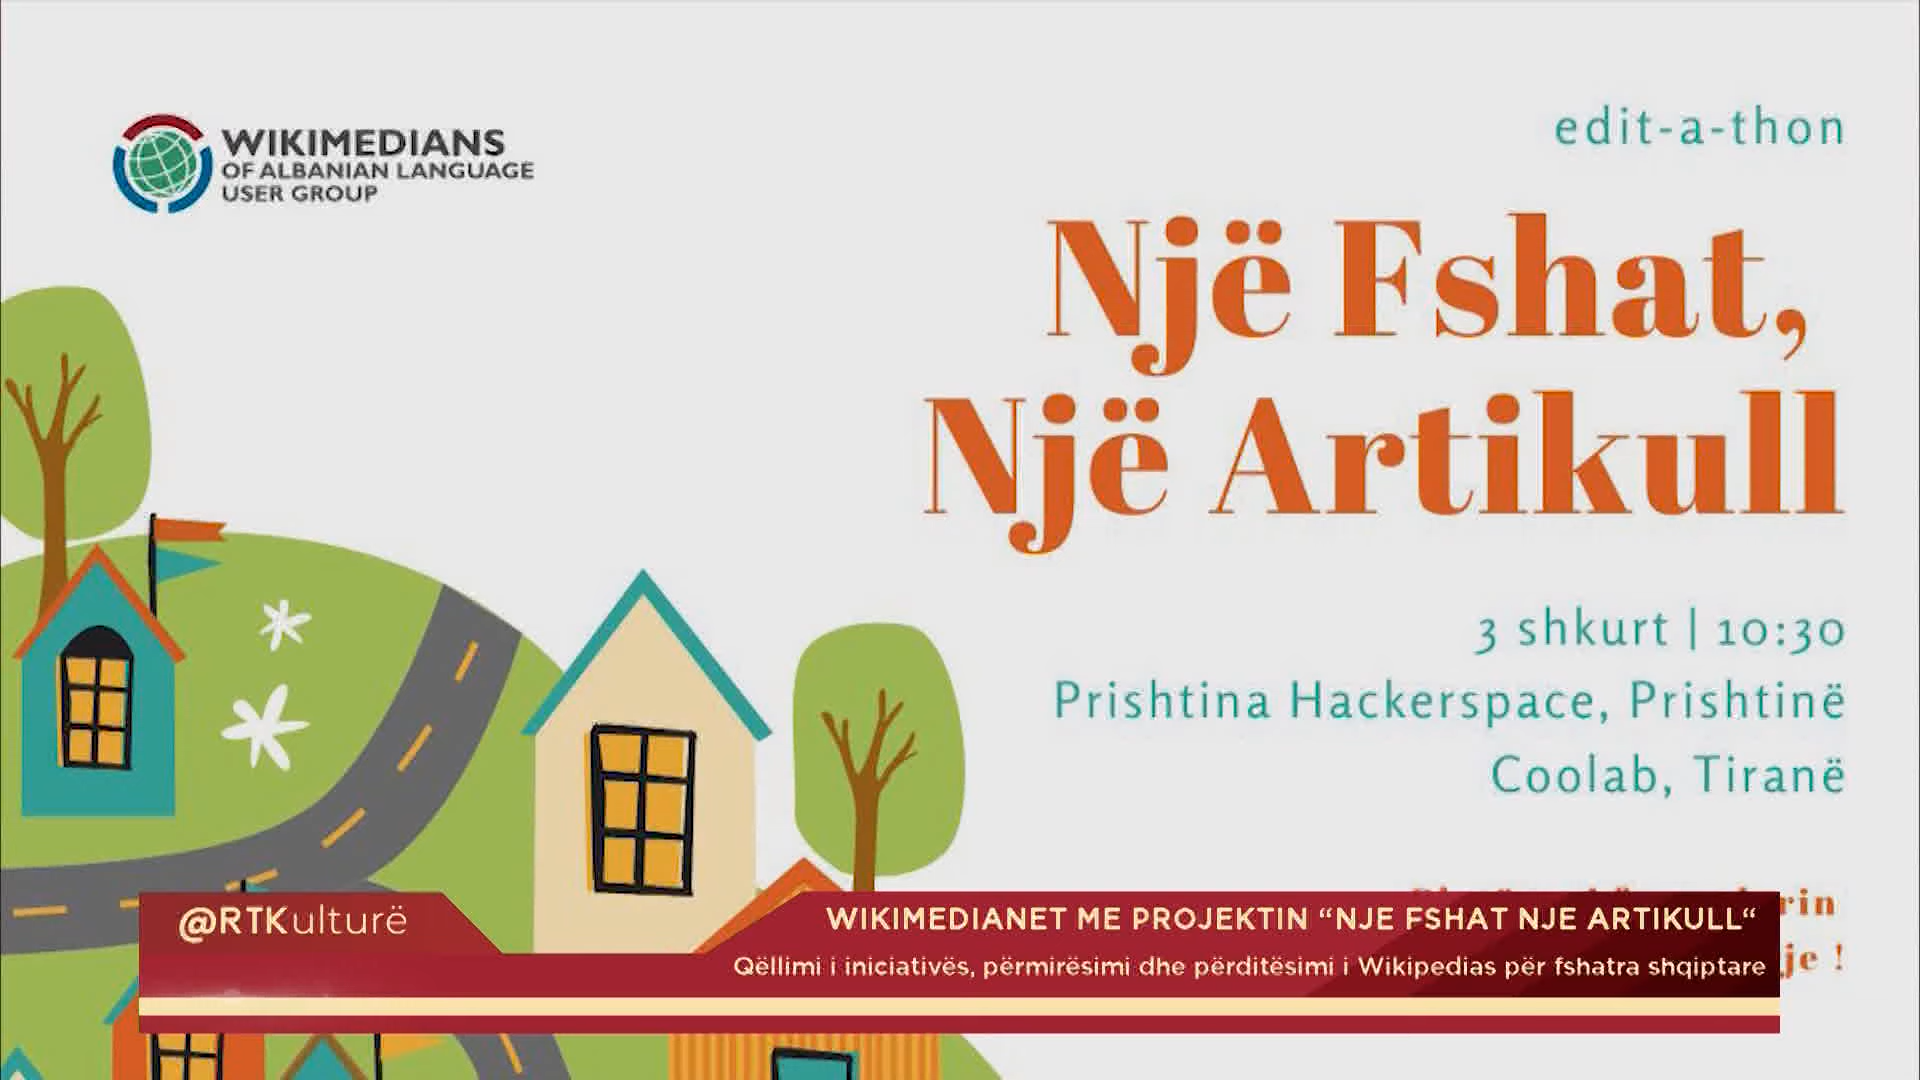 WIKIMEDIANS
OF ALBANIAN LANGUAGE
USER GROUP
edit-a-thon
Një Fshat,
Një Artikull
3 shkurt | 10:30
Prishtina Hackerspace, Prishtinë
Coolab, Tiranë
@RTKulturë
WIKIMEDIANET ME PROJEKTIN “NJE FSHAT NJE ARTIKULL“
Qëllimi i iniciativës, përmirësimi dhe përditësimi i Wikipedias për fshatra shqiptare